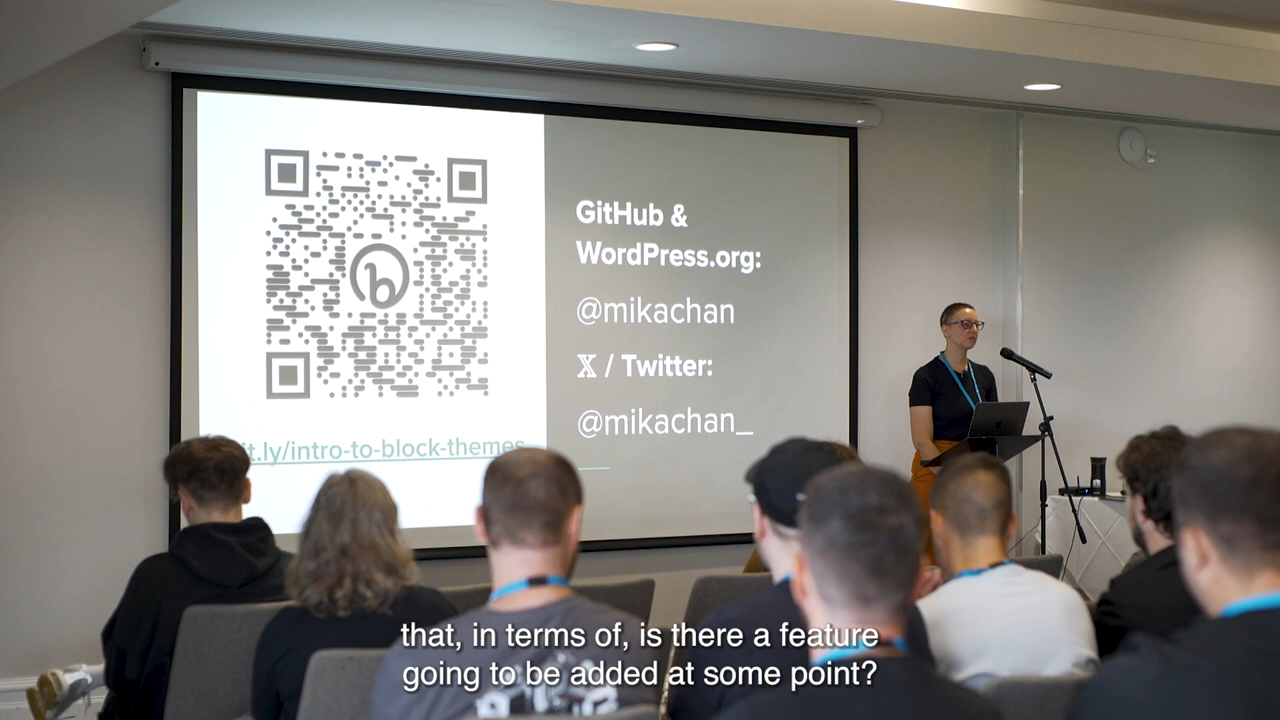 GitHub &
WordPress.org:
@mikachan
𝕏 / Twitter:
@mikachan_
it.ly/intro-to-block-themes
that, in terms of, is there a feature
going to be added at some point?